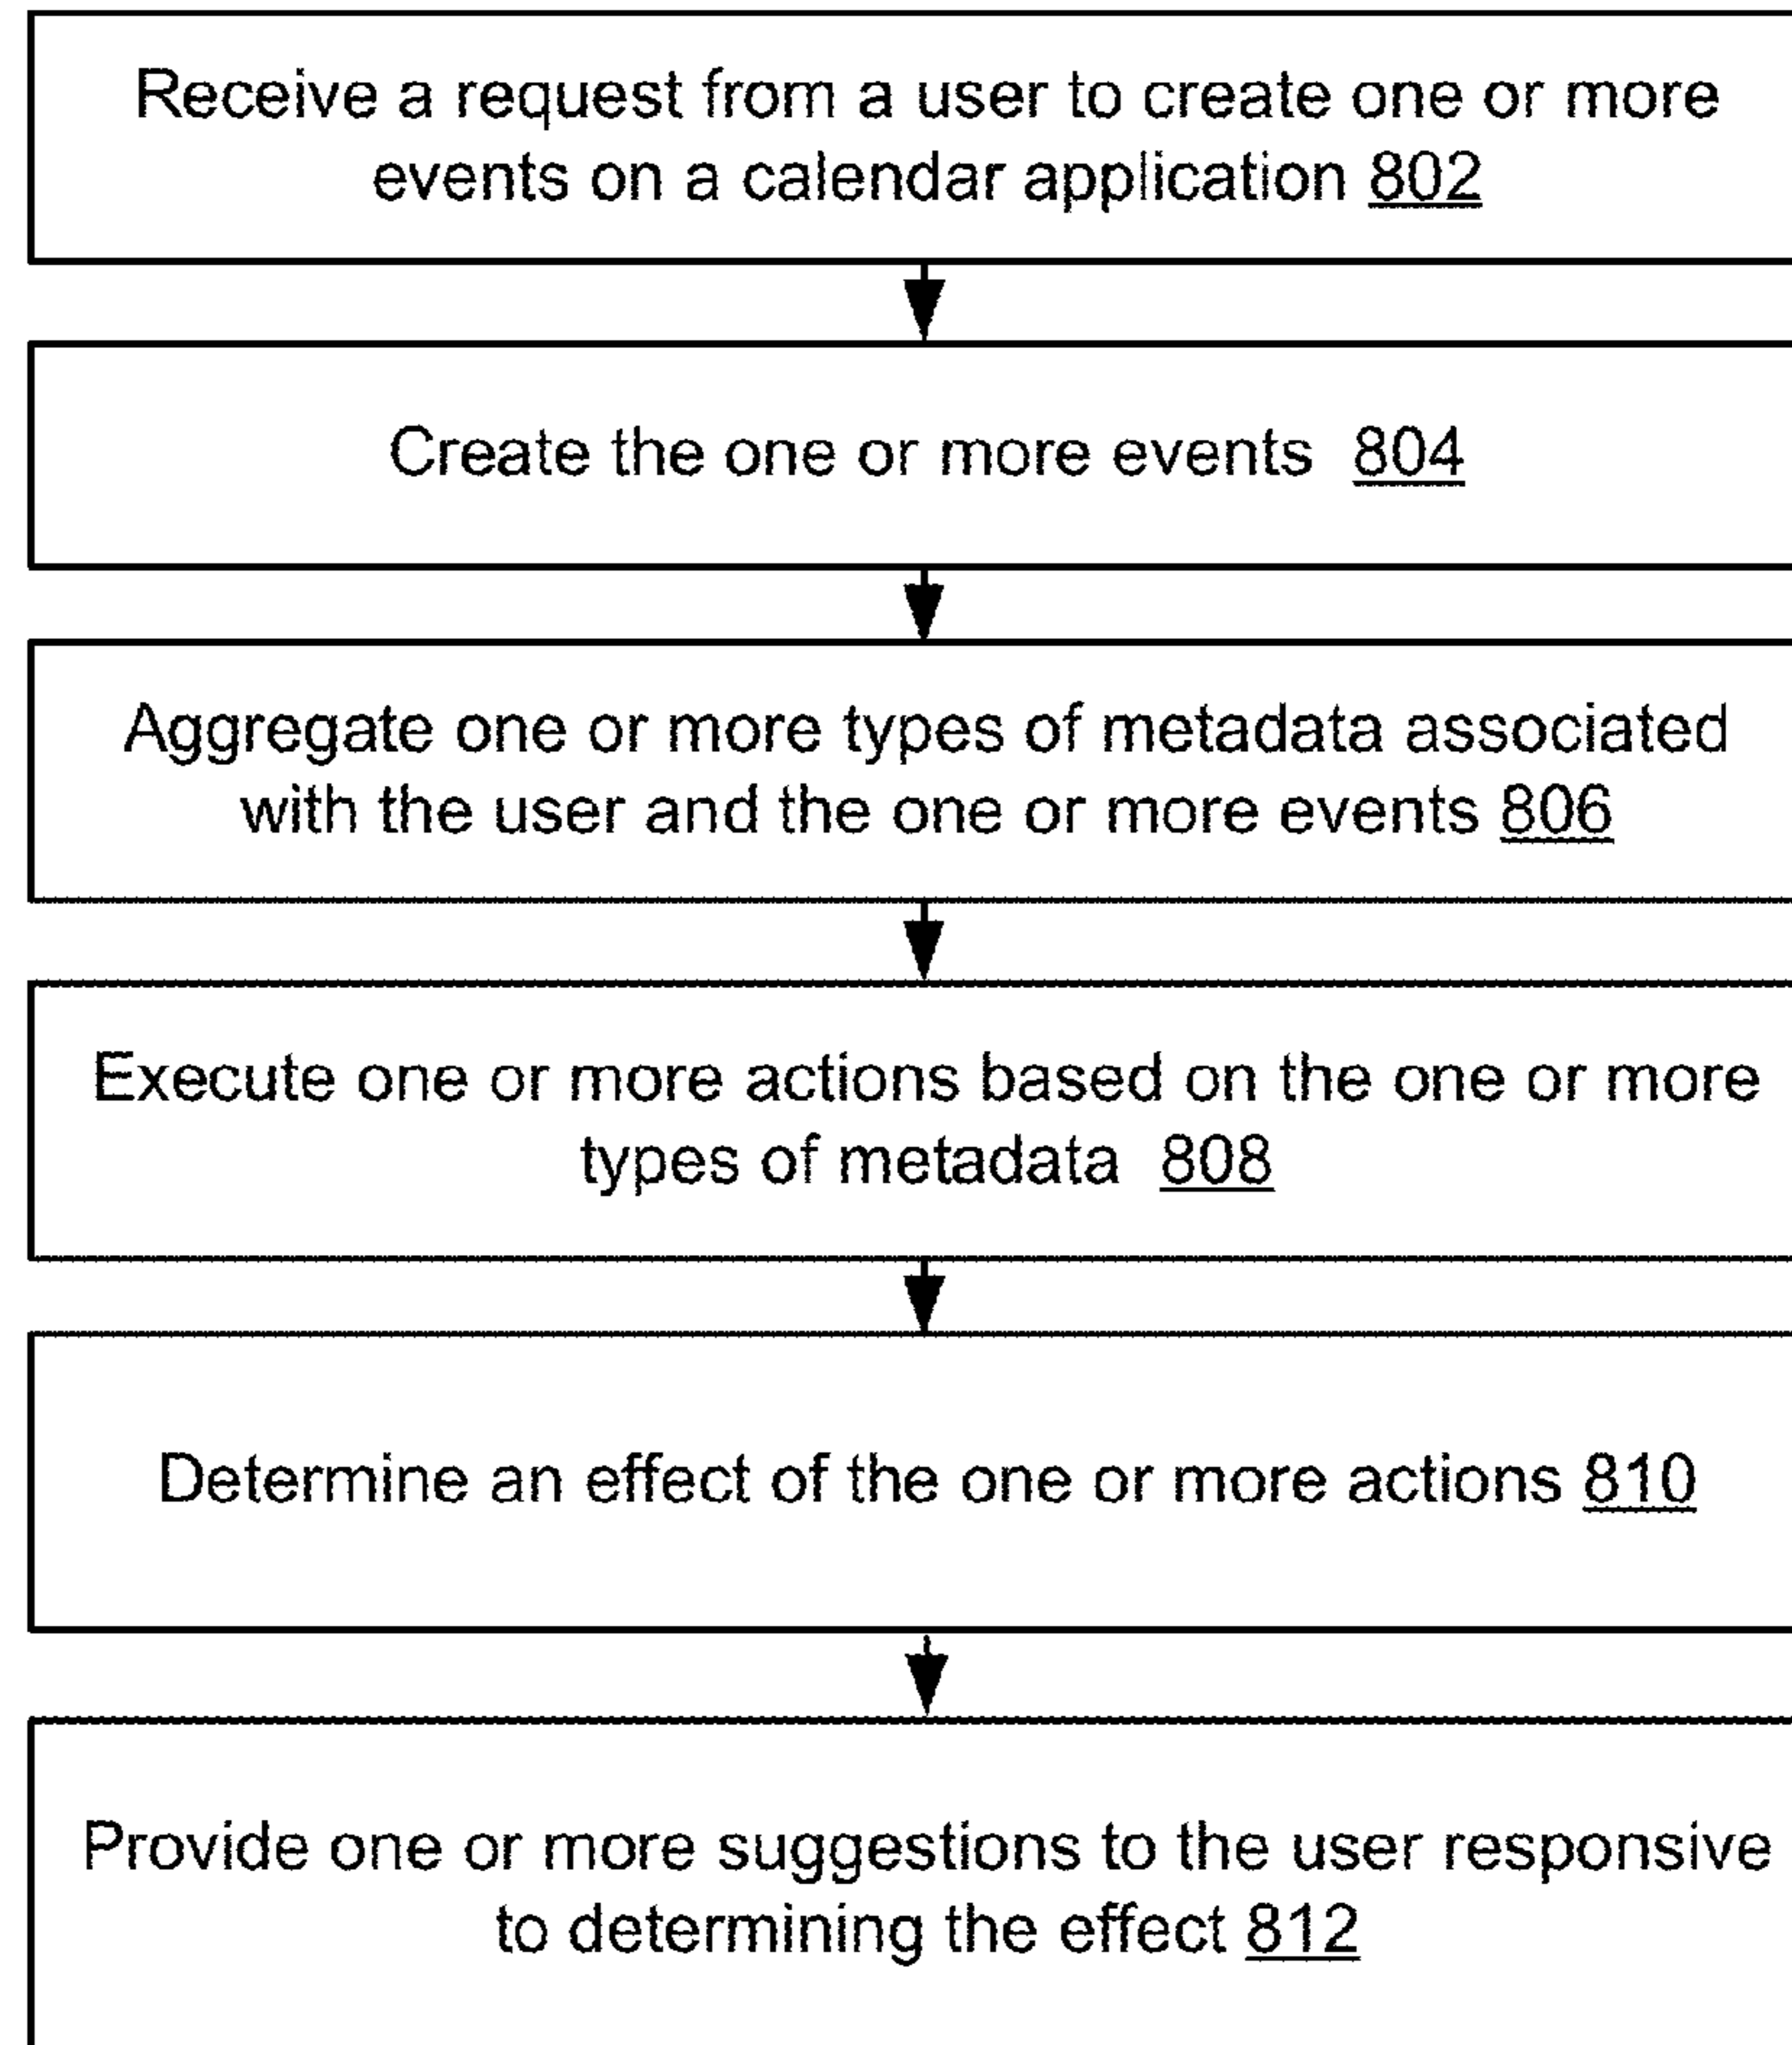 Receive a request from a user to create one or more
events on a calendar application 802
Create the one or more events 804
Aggregate one or more types of metadata associated
with the user and the one or more events 806
Execute one or more actions based on the one or more
types of metadata 808
Determine an effect of the one or more actions 810
Provide one or more suggestions to the user responsive
to determining the effect 812